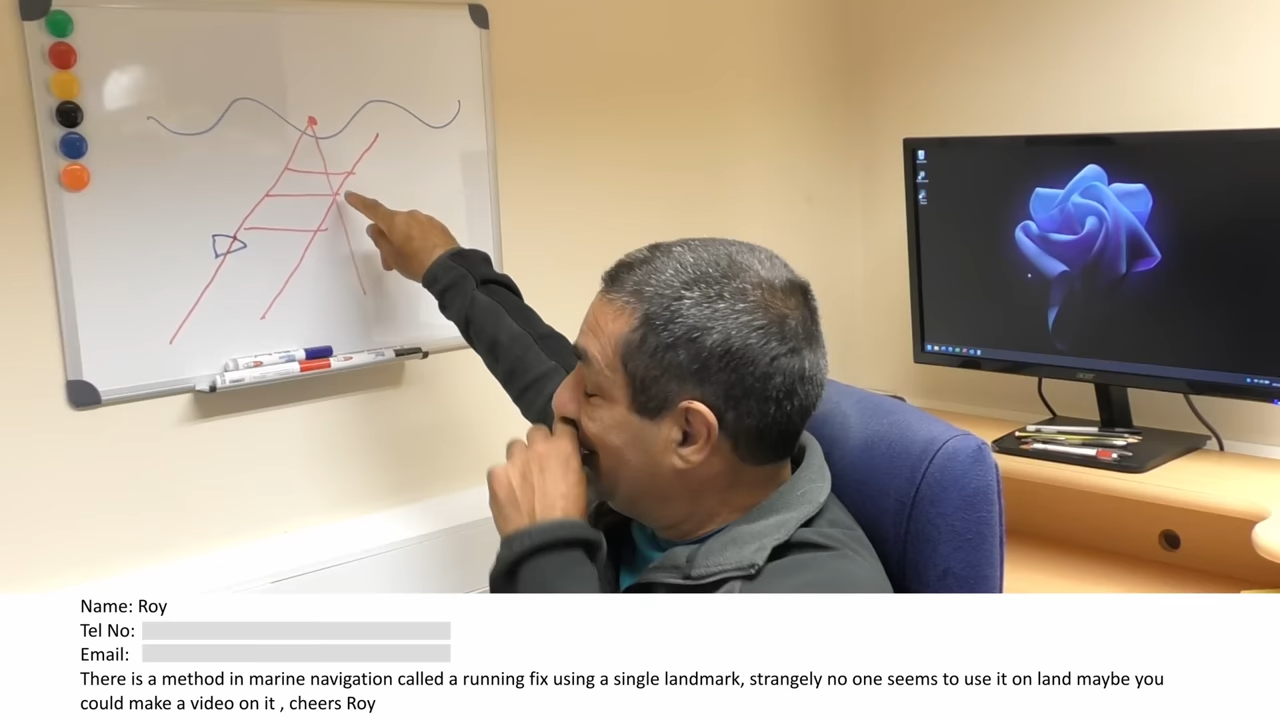 acer
Name: Roy
Tel No:
Email:
There is a method in marine navigation called a running fix using a single landmark, strangely no one seems to use it on land maybe you
could make a video on it , cheers Roy